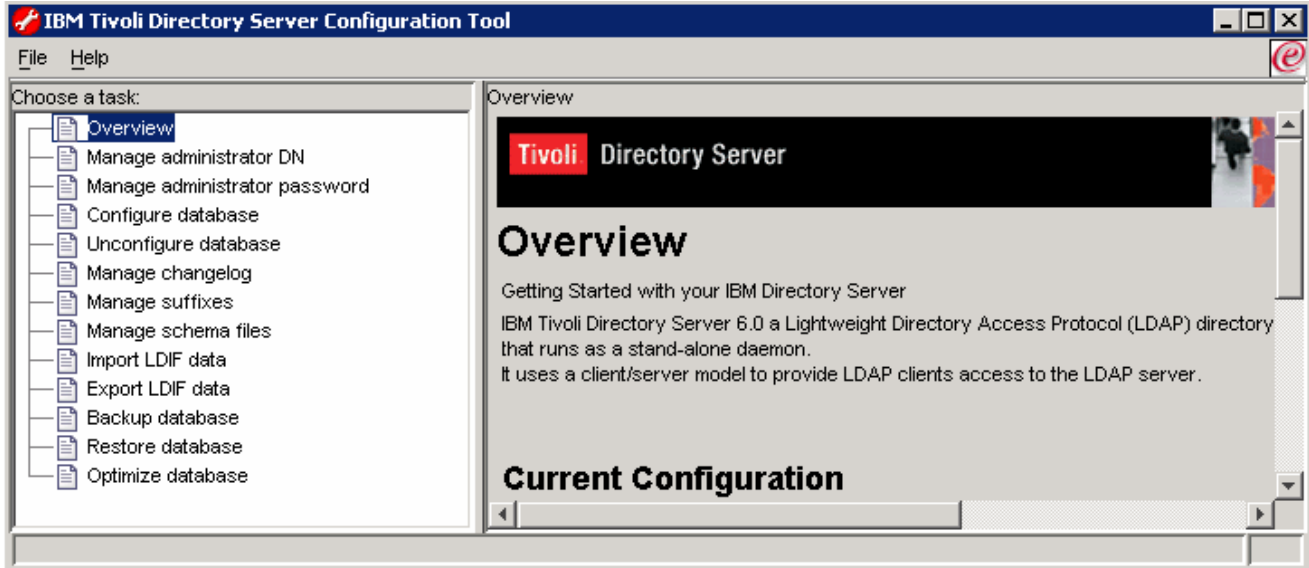 IBM Tivoli Directory Server Configuration Tool
File Help
Choose a task:
Overview
Manage administrator DN
Manage administrator password
Configure database
Unconfigure database
Manage changelog
Manage suffixes
Manage schema files
Import LDIF data
Export LDIF data
Backup database
Restore database
Optimize database
Overview
Tivoli. Directory Server
Overview
Getting Started with your IBM Directory Server
IBM Tivoli Directory Server 6.0 a Lightweight Directory Access Protocol (LDAP) directory
that runs as a stand-alone daemon.
It uses a client/server model to provide LDAP clients access to the LDAP server.
Current Configuration